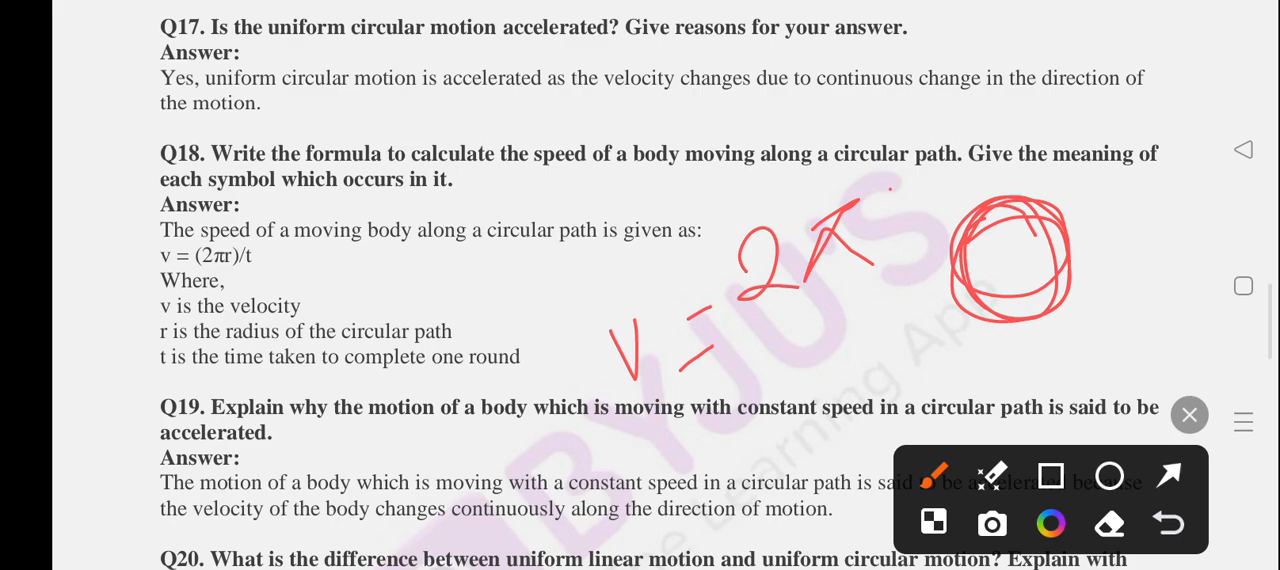 Q17. Is the uniform circular motion accelerated? Give reasons for your answer.
Answer:
Yes, uniform circular motion is accelerated as the velocity changes due to continuous change in the direction of
the motion.
Q18. Write the formula to calculate the speed of a body moving along a circular path. Give the meaning of
each symbol which occurs in it.
Answer:
The speed of a moving body along a circular path is given as:
v = (2πr)/t
Where,
v is the velocity
r is the radius of the circular path
t is the time taken to complete one round
v = 2π
BYJU'S
The Learning App
Q19. Explain why the motion of a body which is moving with constant speed in a circular path is said to be
accelerated.
Answer:
The motion of a body which is moving with a constant speed in a circular path is said to be accelerated because
the velocity of the body changes continuously along the direction of motion.
Q20. What is the difference between uniform linear motion and uniform circular motion? Explain with